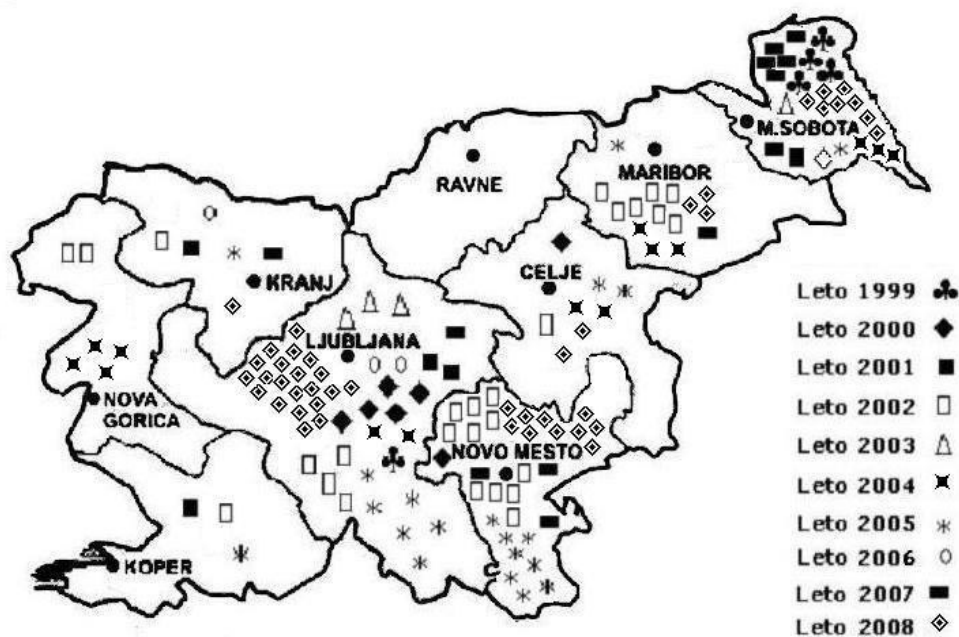 M.SOBOTA
MARIBOR
RAVNE
CELJE
KRANJ
LJUBLJANA
NOVA
GORICA
NOVO MESTO
KOPER
Leto 1999
Leto 2000
Leto 2001
Leto 2002
Leto 2003
Leto 2004
Leto 2005
Leto 2006
Leto 2007
Leto 2008